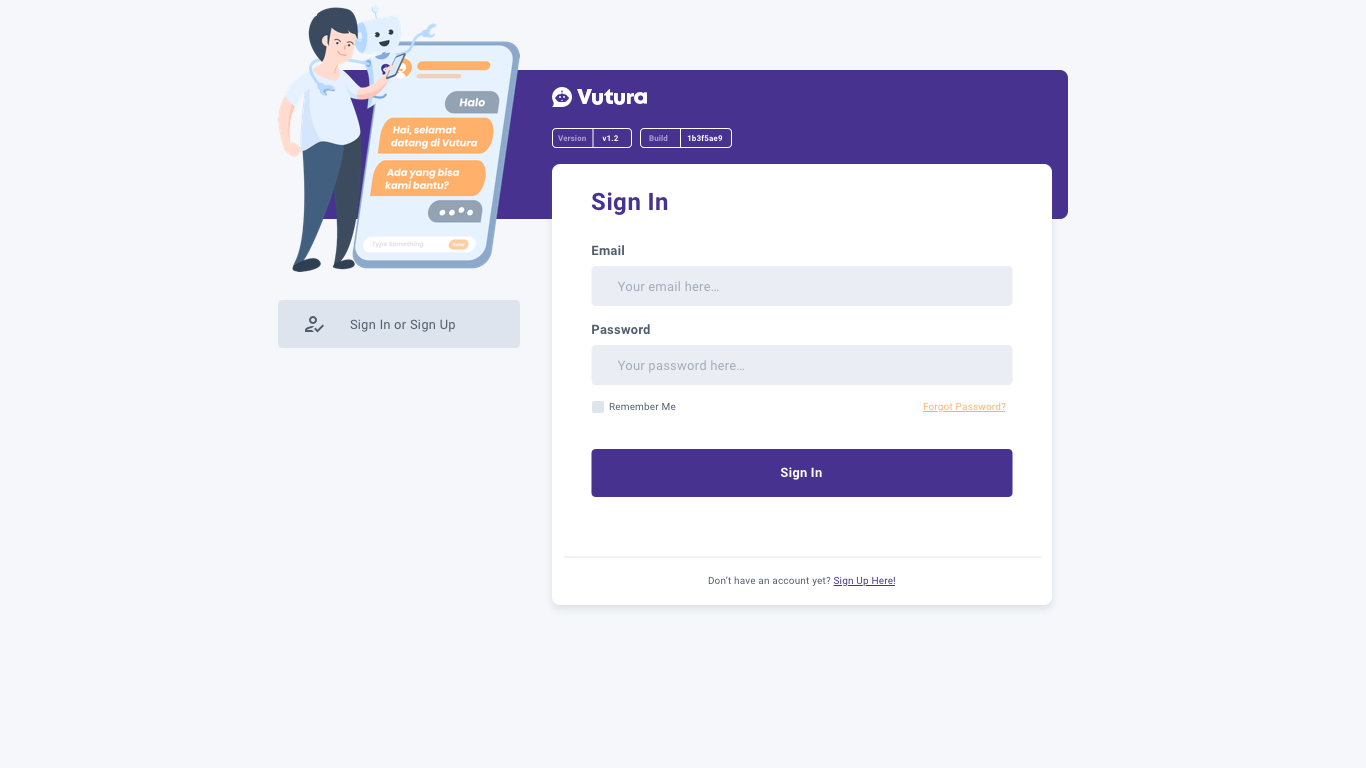 Halo
Hai, selamat
datang di Vutura
Ada yang bisa
kami bantu?
Type Something
Send
Sign In or Sign Up
Vutura
Version v1.2 Build 1b3f5ae9
Sign In
Email
Your email here...
Password
Your password here...
Remember Me Forgot Password?
Sign In
Don't have an account yet? Sign Up Here!